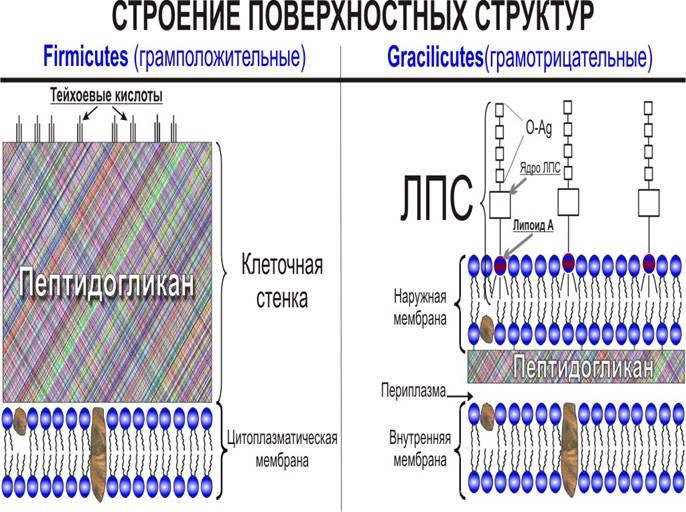 СТРОЕНИЕ ПОВЕРХНОСТНЫХ СТРУКТУР
Firmicutes (грамположительные)
Gracilicutes(грамотрицательные)
Тейхоевые кислоты
Пептидогликан
Клеточная
стенка
Цитоплазматическая
мембрана
ЛПС
O-Ag
Ядро ЛПС
Липоид А
Наружная
мембрана
Пептидогликан
Периплазма
Внутренняя
мембрана